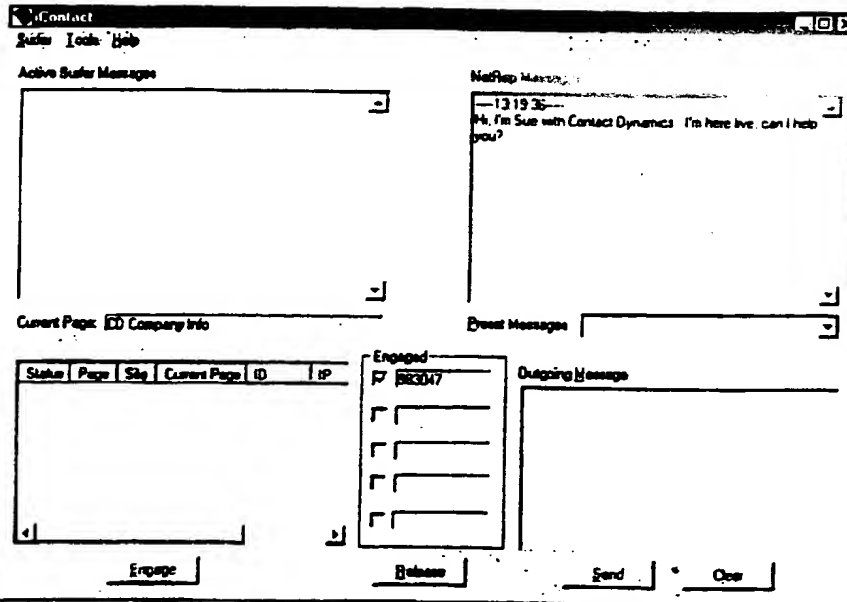 iContact
Surfer Tools Help
Active Surfer Messages
NetRep
----13:19:36----
Hi, I'm Sue with Contact Dynamics. I'm here live, can I help
you?
Current Page: CD Company Info
Preset Messages
Status Page Site Current Page ID IP
Engaged
883047
Outgoing Message
Engage
Release
Send
Clear